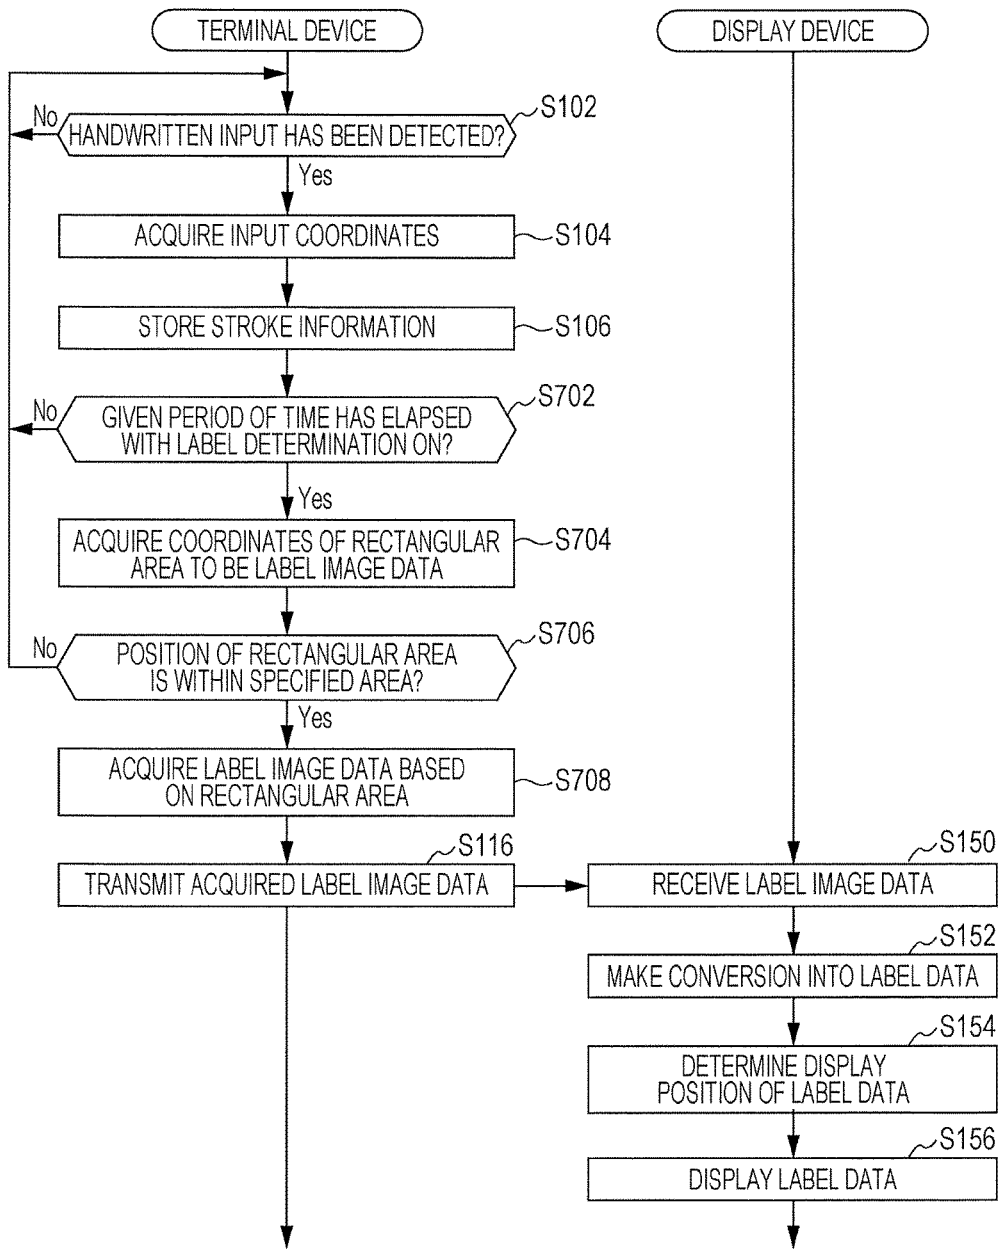 TERMINAL DEVICE
DISPLAY DEVICE
S102
No
HANDWRITTEN INPUT HAS BEEN DETECTED?
Yes
ACQUIRE INPUT COORDINATES
S104
STORE STROKE INFORMATION
S106
S702
No
GIVEN PERIOD OF TIME HAS ELAPSED
WITH LABEL DETERMINATION ON?
Yes
ACQUIRE COORDINATES OF RECTANGULAR
AREA TO BE LABEL IMAGE DATA
S704
S706
No
POSITION OF RECTANGULAR AREA
IS WITHIN SPECIFIED AREA?
Yes
ACQUIRE LABEL IMAGE DATA BASED
ON RECTANGULAR AREA
S708
S116
TRANSMIT ACQUIRED LABEL IMAGE DATA
S150
RECEIVE LABEL IMAGE DATA
S152
MAKE CONVERSION INTO LABEL DATA
S154
DETERMINE DISPLAY
POSITION OF LABEL DATA
S156
DISPLAY LABEL DATA